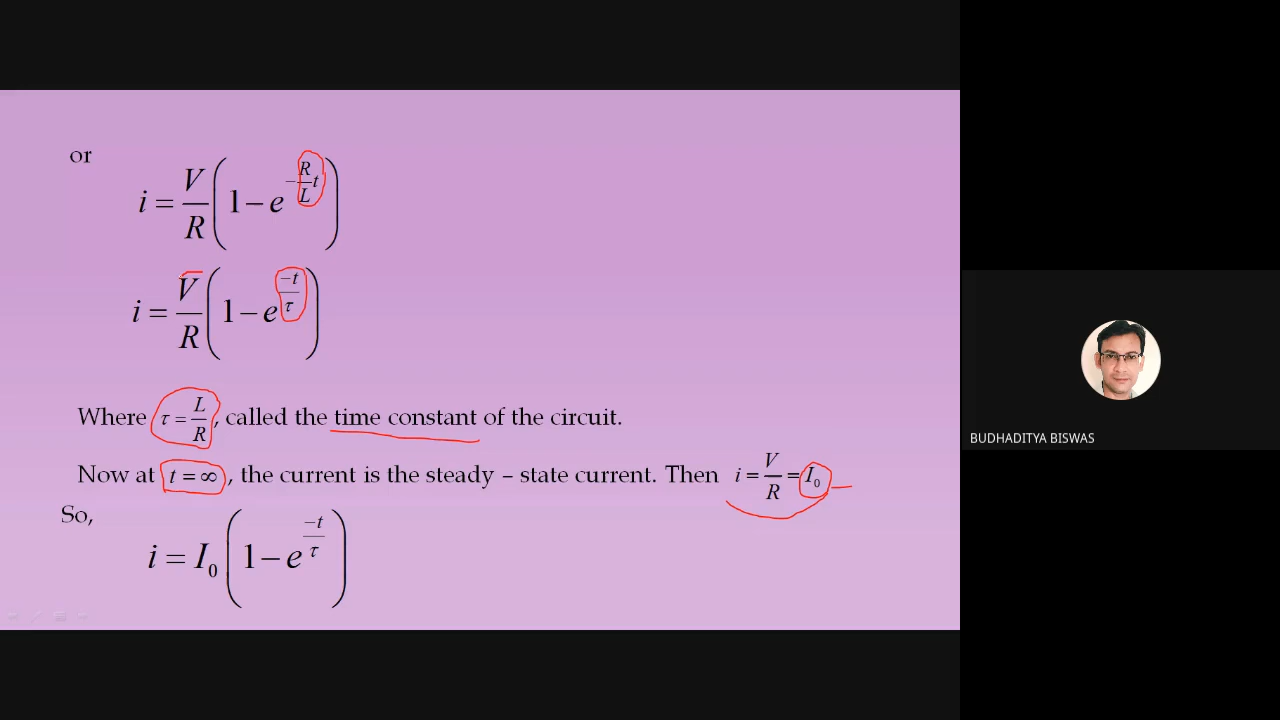 or
i = V/R (1 − e^(−R/L t))
i = V/R (1 − e^(−t/τ))
Where τ = L/R, called the time constant of the circuit.
Now at t = ∞, the current is the steady – state current. Then i = V/R = I₀
So,
i = I₀ (1 − e^(−t/τ))
BUDHADITYA BISWAS